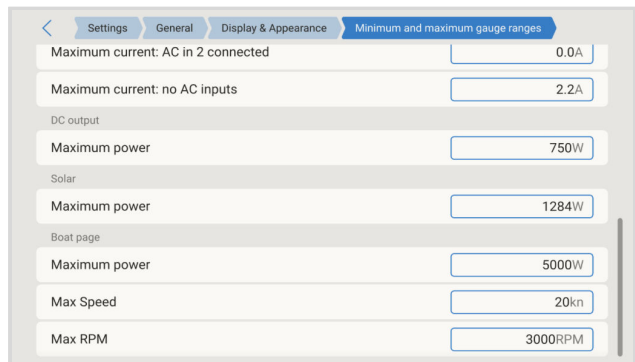 Settings General Display & Appearance Minimum and maximum gauge ranges
Maximum current: AC in 2 connected 0.0A
Maximum current: no AC inputs 2.2A
DC output
Maximum power 750W
Solar
Maximum power 1284W
Boat page
Maximum power 5000W
Max Speed 20kn
Max RPM 3000RPM